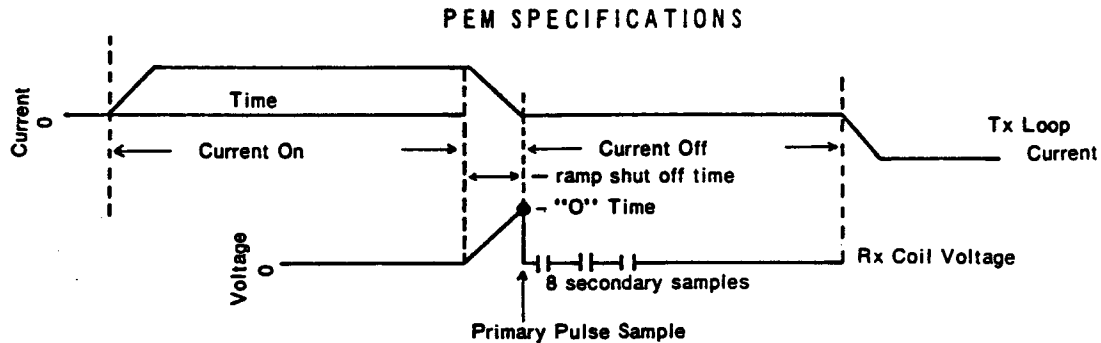 PEM SPECIFICATIONS
Current
0
Time
Tx Loop
Current
Current On
Current Off
– ramp shut off time
– "O" Time
Voltage
0
Rx Coil Voltage
8 secondary samples
Primary Pulse Sample